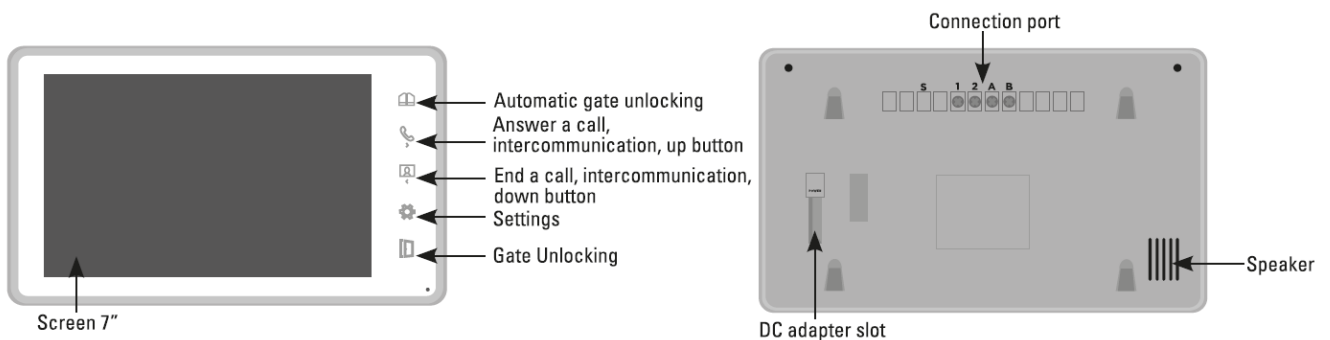 Connection port
S 1 2 A B
Automatic gate unlocking
Answer a call,
intercommunication, up button
End a call, intercommunication,
down button
Settings
Gate Unlocking
Screen 7″
POWER
Speaker
DC adapter slot